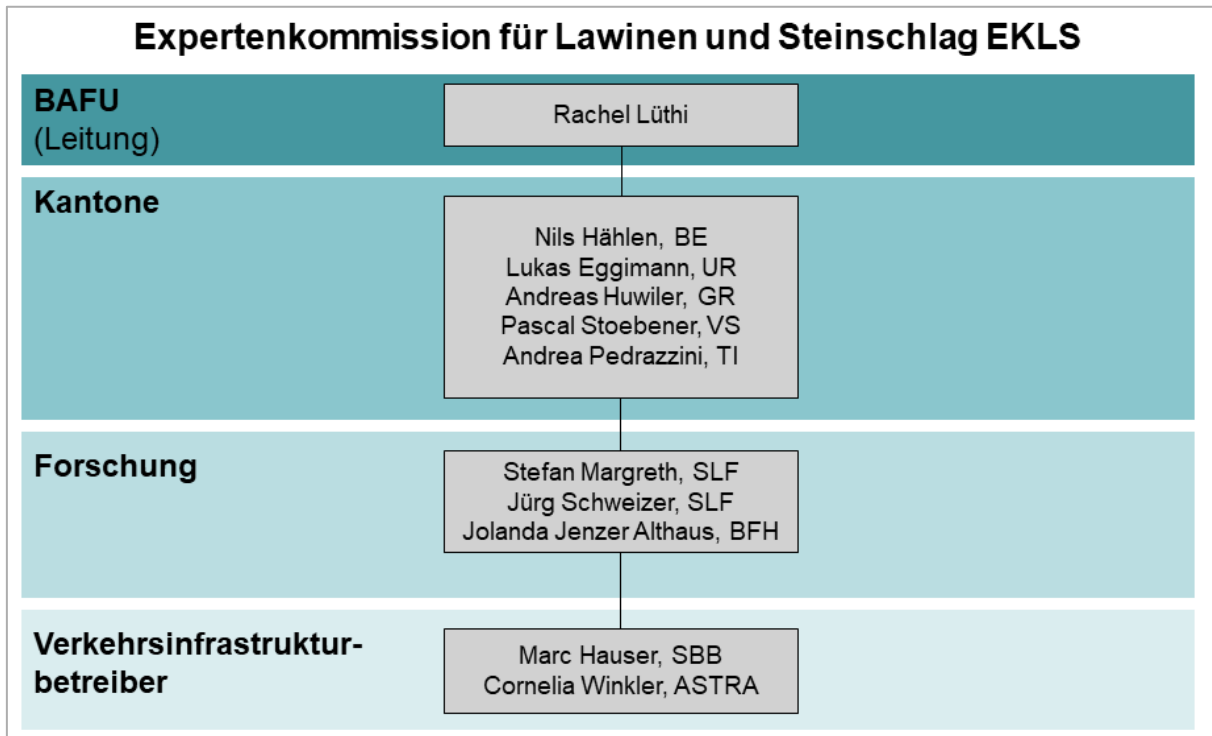 Expertenkommission für Lawinen und Steinschlag EKLS
BAFU
(Leitung)
Rachel Lüthi
Kantone
Nils Hählen, BE
Lukas Eggimann, UR
Andreas Huwiler, GR
Pascal Stoebener, VS
Andrea Pedrazzini, TI
Forschung
Stefan Margreth, SLF
Jürg Schweizer, SLF
Jolanda Jenzer Althaus, BFH
Verkehrsinfrastruktur-
betreiber
Marc Hauser, SBB
Cornelia Winkler, ASTRA